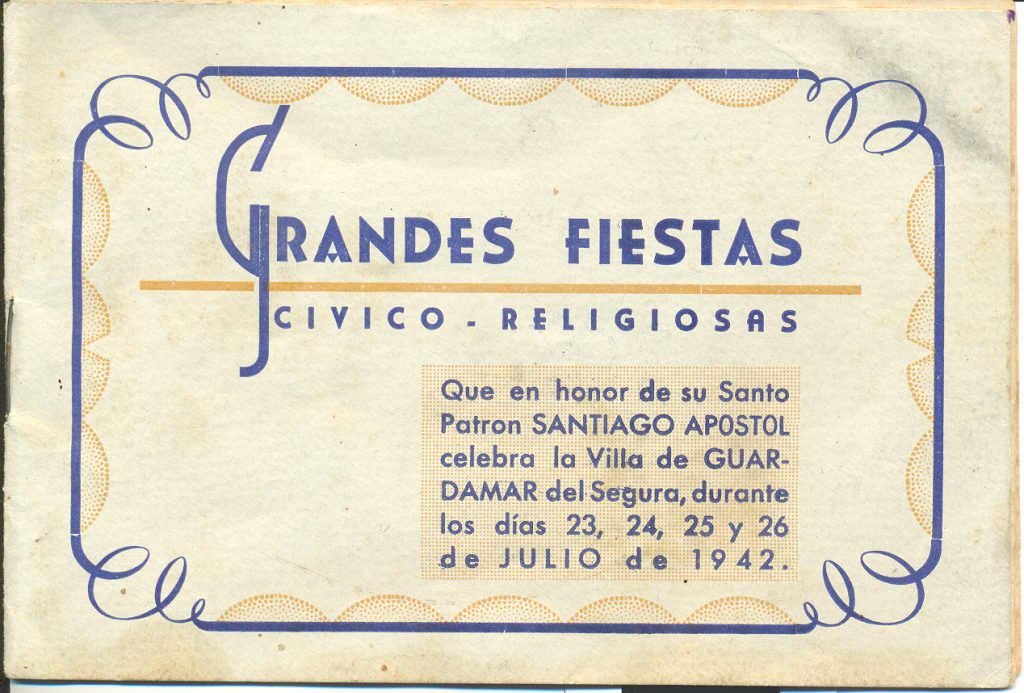 GRANDES FIESTAS
CIVICO - RELIGIOSAS
Que en honor de su Santo
Patron SANTIAGO APOSTOL
celebra la Villa de GUAR-
DAMAR del Segura, durante
los días 23, 24, 25 y 26
de JULIO de 1942.